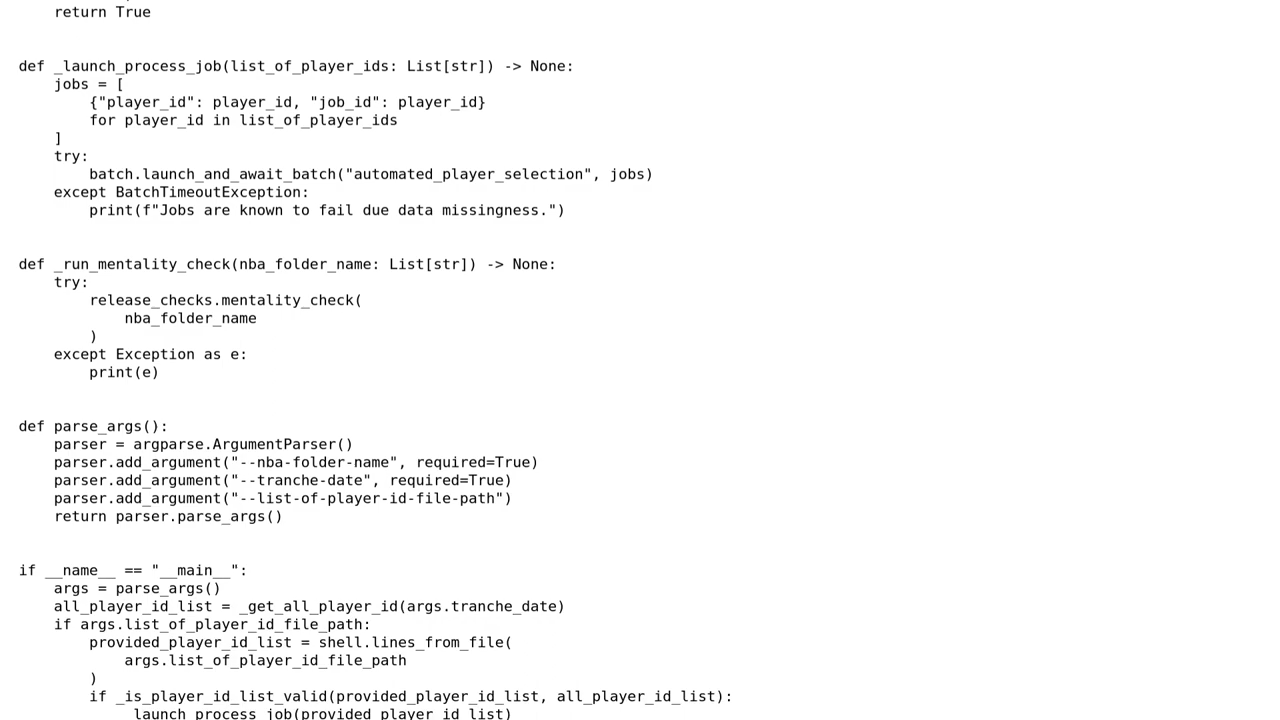 return True
def _launch_process_job(list_of_player_ids: List[str]) -> None:
    jobs = [
        {"player_id": player_id, "job_id": player_id}
        for player_id in list_of_player_ids
    ]
    try:
        batch.launch_and_await_batch("automated_player_selection", jobs)
    except BatchTimeoutException:
        print(f"Jobs are known to fail due data missingness.")
def _run_mentality_check(nba_folder_name: List[str]) -> None:
    try:
        release_checks.mentality_check(
            nba_folder_name
        )
    except Exception as e:
        print(e)
def parse_args():
    parser = argparse.ArgumentParser()
    parser.add_argument("--nba-folder-name", required=True)
    parser.add_argument("--tranche-date", required=True)
    parser.add_argument("--list-of-player-id-file-path")
    return parser.parse_args()
if __name__ == "__main__":
    args = parse_args()
    all_player_id_list = _get_all_player_id(args.tranche_date)
    if args.list_of_player_id_file_path:
        provided_player_id_list = shell.lines_from_file(
            args.list_of_player_id_file_path
        )
        if _is_player_id_list_valid(provided_player_id_list, all_player_id_list):
            _launch_process_job(provided_player_id_list)